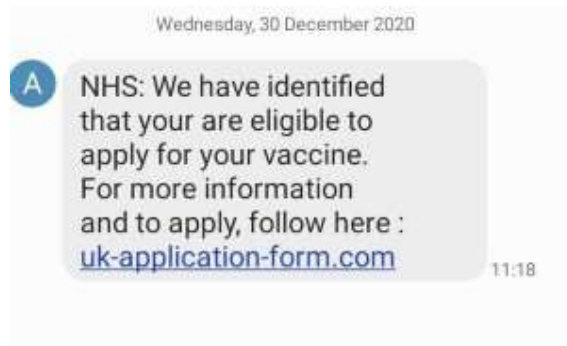 Wednesday, 30 December 2020
A
NHS: We have identified
that your are eligible to
apply for your vaccine.
For more information
and to apply, follow here :
uk-application-form.com
11:18